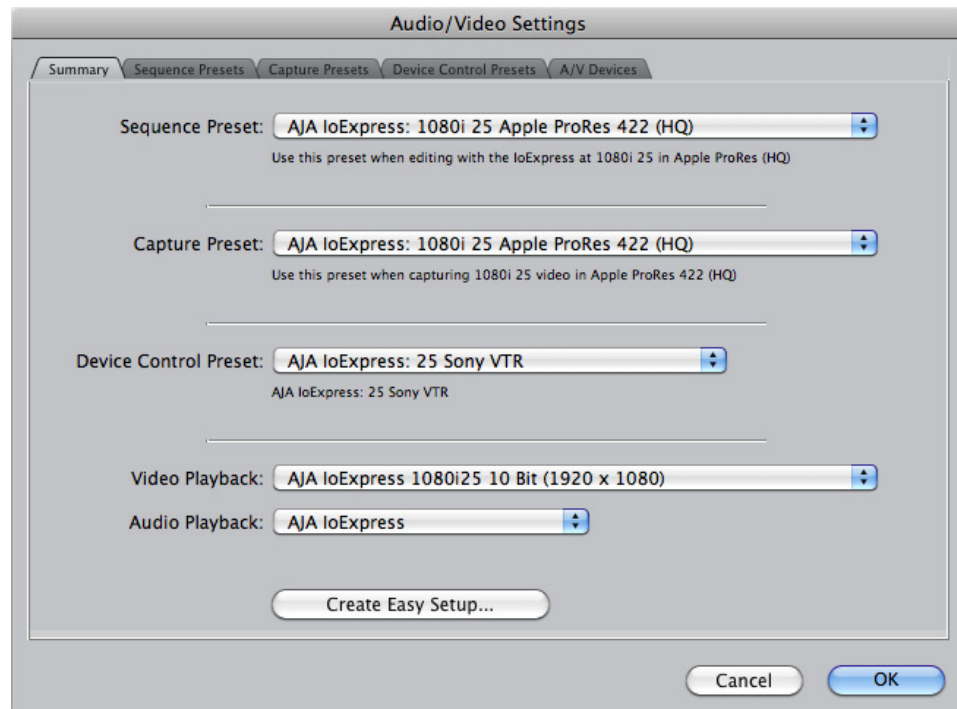 Audio/Video Settings
Summary Sequence Presets Capture Presets Device Control Presets A/V Devices
Sequence Preset: AJA IoExpress: 1080i 25 Apple ProRes 422 (HQ)
Use this preset when editing with the IoExpress at 1080i 25 in Apple ProRes (HQ)
Capture Preset: AJA IoExpress: 1080i 25 Apple ProRes 422 (HQ)
Use this preset when capturing 1080i 25 video in Apple ProRes 422 (HQ)
Device Control Preset: AJA IoExpress: 25 Sony VTR
AJA IoExpress: 25 Sony VTR
Video Playback: AJA IoExpress 1080i25 10 Bit (1920 x 1080)
Audio Playback: AJA IoExpress
Create Easy Setup...
Cancel OK